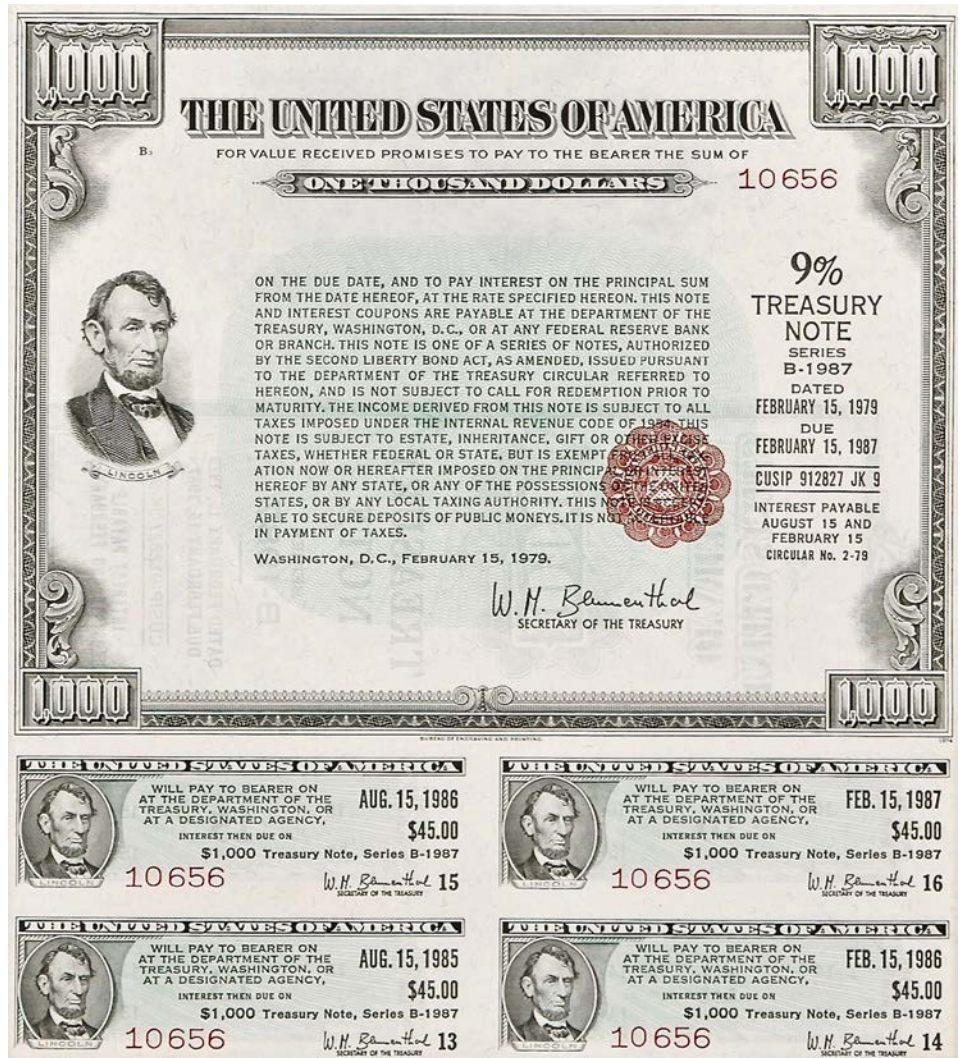 1,000 1,000
THE UNITED STATES OF AMERICA
B3
FOR VALUE RECEIVED PROMISES TO PAY TO THE BEARER THE SUM OF
ONE THOUSAND DOLLARS
10656
ON THE DUE DATE, AND TO PAY INTEREST ON THE PRINCIPAL SUM
FROM THE DATE HEREOF, AT THE RATE SPECIFIED HEREON. THIS NOTE
AND INTEREST COUPONS ARE PAYABLE AT THE DEPARTMENT OF THE
TREASURY, WASHINGTON, D.C., OR AT ANY FEDERAL RESERVE BANK
OR BRANCH. THIS NOTE IS ONE OF A SERIES OF NOTES, AUTHORIZED
BY THE SECOND LIBERTY BOND ACT, AS AMENDED, ISSUED PURSUANT
TO THE DEPARTMENT OF THE TREASURY CIRCULAR REFERRED TO
HEREON, AND IS NOT SUBJECT TO CALL FOR REDEMPTION PRIOR TO
MATURITY. THE INCOME DERIVED FROM THIS NOTE IS SUBJECT TO ALL
TAXES IMPOSED UNDER THE INTERNAL REVENUE CODE OF 1954. THIS
NOTE IS SUBJECT TO ESTATE, INHERITANCE, GIFT OR OTHER EXCISE
TAXES, WHETHER FEDERAL OR STATE, BUT IS EXEMPT
ATION NOW OR HEREAFTER IMPOSED ON THE PRINCIPAL OR INTEREST
HEREOF BY ANY STATE, OR ANY OF THE POSSESSIONS OF THE UNITED
STATES, OR BY ANY LOCAL TAXING AUTHORITY. THIS
ABLE TO SECURE DEPOSITS OF PUBLIC MONEYS. IT IS NOT
IN PAYMENT OF TAXES.
WASHINGTON, D.C., FEBRUARY 15, 1979.
LINCOLN
W. M. Blumenthal
SECRETARY OF THE TREASURY
9%
TREASURY
NOTE
SERIES
B-1987
DATED
FEBRUARY 15, 1979
DUE
FEBRUARY 15, 1987
CUSIP 912827 JK 9
INTEREST PAYABLE
AUGUST 15 AND
FEBRUARY 15
CIRCULAR No. 2-79
1,000 1,000
BUREAU OF ENGRAVING AND PRINTING
THE UNITED STATES OF AMERICA
WILL PAY TO BEARER ON
AT THE DEPARTMENT OF THE
TREASURY, WASHINGTON, OR
AT A DESIGNATED AGENCY,
AUG. 15, 1986
INTEREST THEN DUE ON
$45.00
$1,000 Treasury Note, Series B-1987
LINCOLN
10656
W. M. Blumenthal 15
SECRETARY OF THE TREASURY
THE UNITED STATES OF AMERICA
WILL PAY TO BEARER ON
AT THE DEPARTMENT OF THE
TREASURY, WASHINGTON, OR
AT A DESIGNATED AGENCY,
FEB. 15, 1987
INTEREST THEN DUE ON
$45.00
$1,000 Treasury Note, Series B-1987
LINCOLN
10656
W. M. Blumenthal 16
SECRETARY OF THE TREASURY
THE UNITED STATES OF AMERICA
WILL PAY TO BEARER ON
AT THE DEPARTMENT OF THE
TREASURY, WASHINGTON, OR
AT A DESIGNATED AGENCY,
AUG. 15, 1985
INTEREST THEN DUE ON
$45.00
$1,000 Treasury Note, Series B-1987
LINCOLN
10656
W. M. Blumenthal 13
SECRETARY OF THE TREASURY
THE UNITED STATES OF AMERICA
WILL PAY TO BEARER ON
AT THE DEPARTMENT OF THE
TREASURY, WASHINGTON, OR
AT A DESIGNATED AGENCY,
FEB. 15, 1986
INTEREST THEN DUE ON
$45.00
$1,000 Treasury Note, Series B-1987
LINCOLN
10656
W. M. Blumenthal 14
SECRETARY OF THE TREASURY